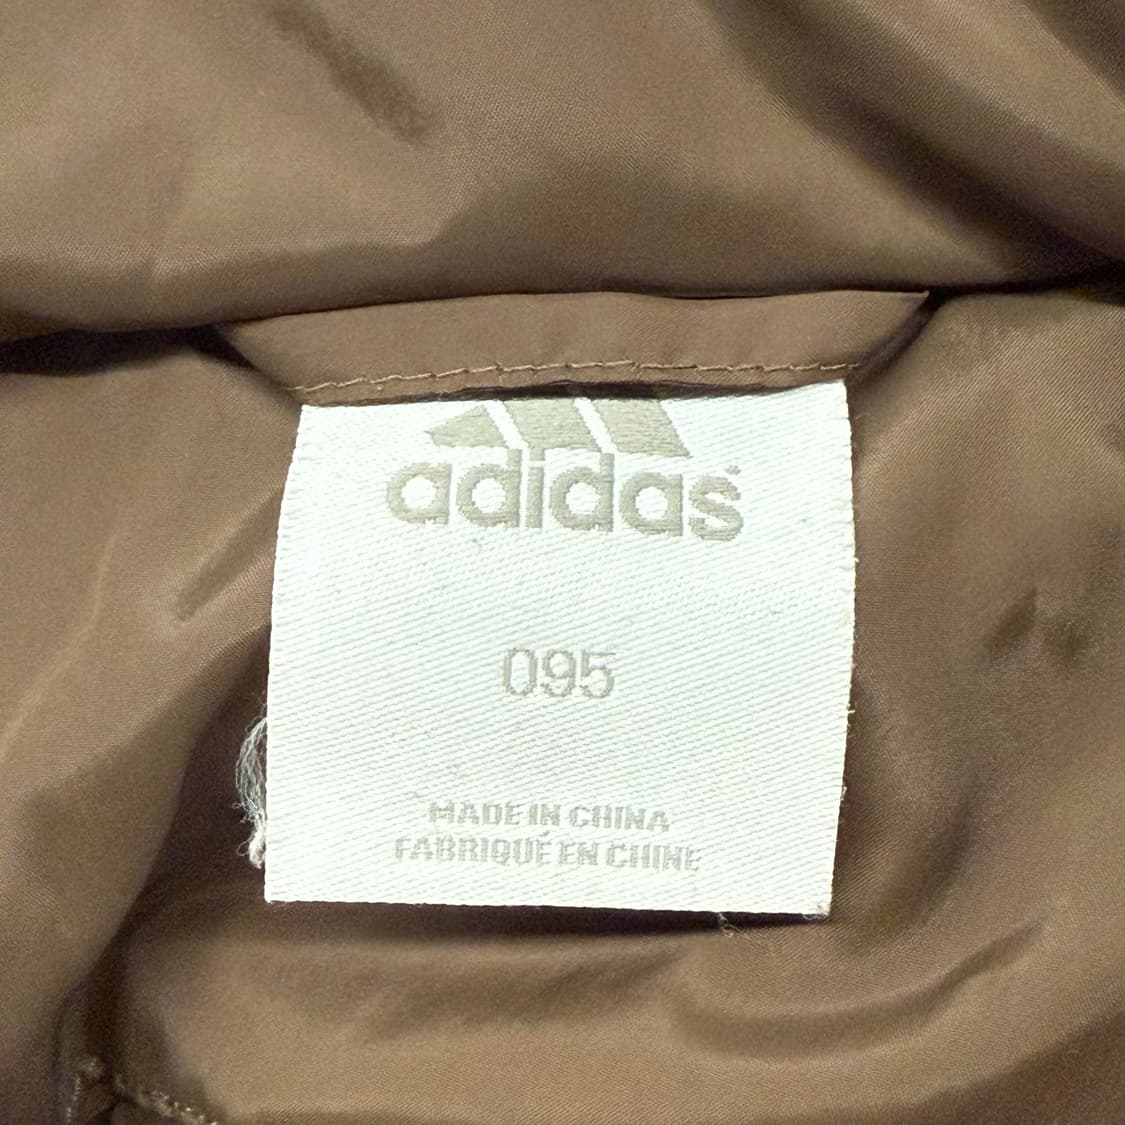 adidas
095
MADE IN CHINA
FABRIQUÉ EN CHINE